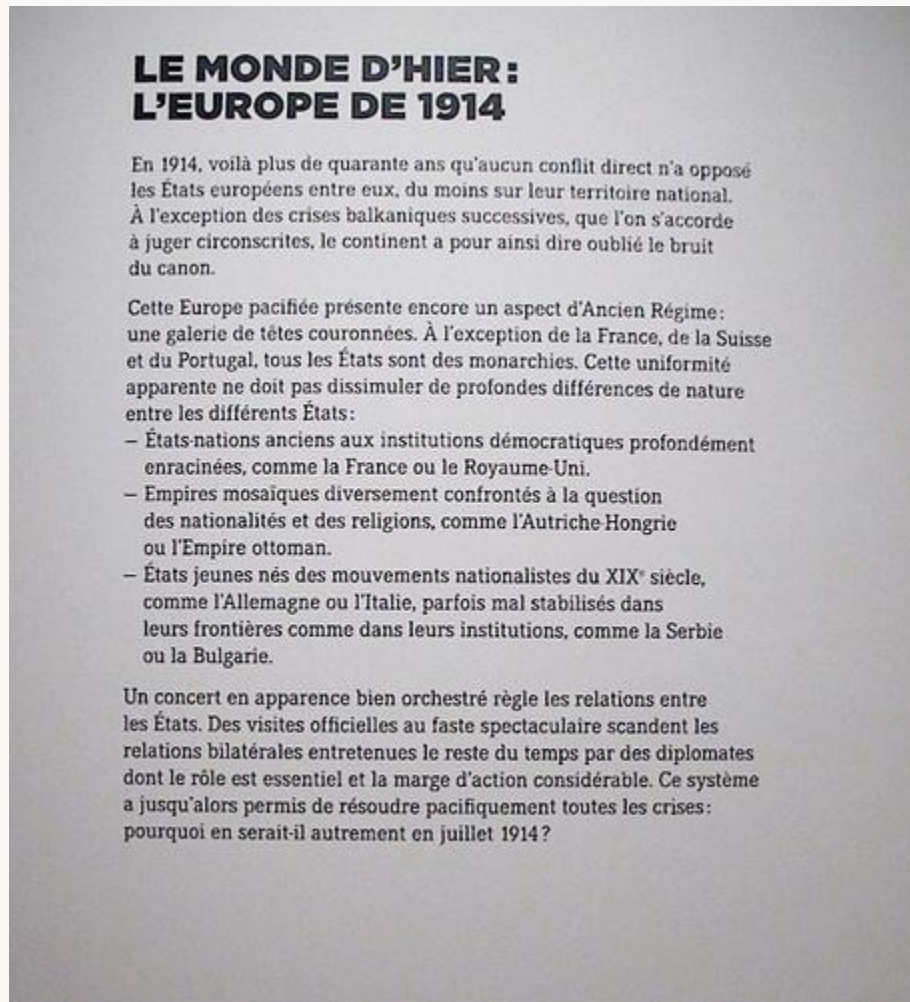 LE MONDE D'HIER :
L'EUROPE DE 1914
En 1914, voilà plus de quarante ans qu'aucun conflit direct n'a opposé
les États européens entre eux, du moins sur leur territoire national.
À l'exception des crises balkaniques successives, que l'on s'accorde
à juger circonscrites, le continent a pour ainsi dire oublié le bruit
du canon.
Cette Europe pacifiée présente encore un aspect d'Ancien Régime :
une galerie de têtes couronnées. À l'exception de la France, de la Suisse
et du Portugal, tous les États sont des monarchies. Cette uniformité
apparente ne doit pas dissimuler de profondes différences de nature
entre les différents États :
– États-nations anciens aux institutions démocratiques profondément
enracinées, comme la France ou le Royaume-Uni.
– Empires mosaïques diversement confrontés à la question
des nationalités et des religions, comme l'Autriche-Hongrie
ou l'Empire ottoman.
– États jeunes nés des mouvements nationalistes du XIXe siècle,
comme l'Allemagne ou l'Italie, parfois mal stabilisés dans
leurs frontières comme dans leurs institutions, comme la Serbie
ou la Bulgarie.
Un concert en apparence bien orchestré règle les relations entre
les États. Des visites officielles au faste spectaculaire scandent les
relations bilatérales entretenues le reste du temps par des diplomates
dont le rôle est essentiel et la marge d'action considérable. Ce système
a jusqu'alors permis de résoudre pacifiquement toutes les crises :
pourquoi en serait-il autrement en juillet 1914 ?